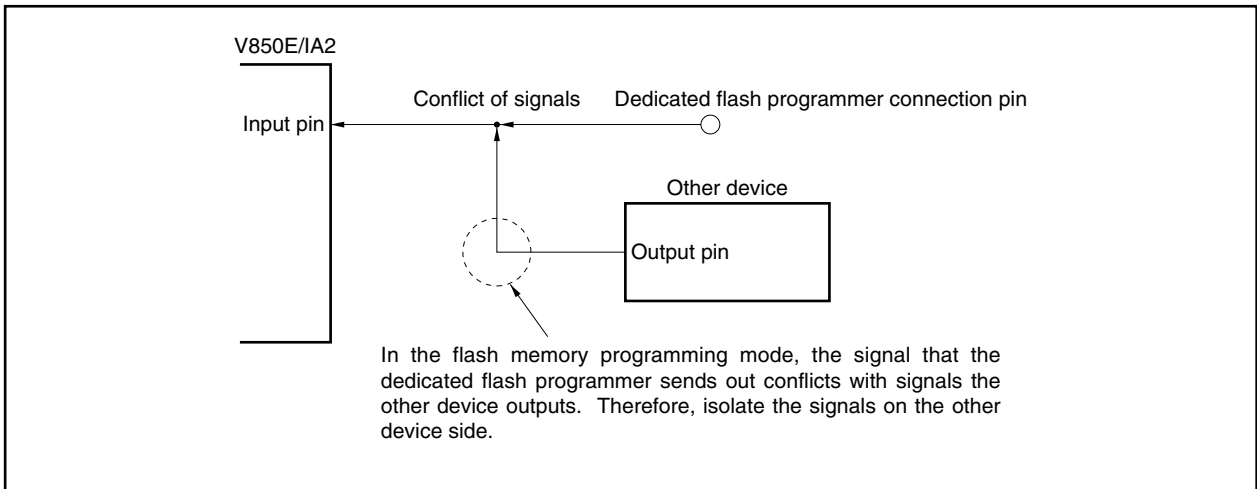 V850E/IA2
Conflict of signals
Dedicated flash programmer connection pin
Input pin
Other device
Output pin
In the flash memory programming mode, the signal that the
dedicated flash programmer sends out conflicts with signals the
other device outputs. Therefore, isolate the signals on the other
device side.